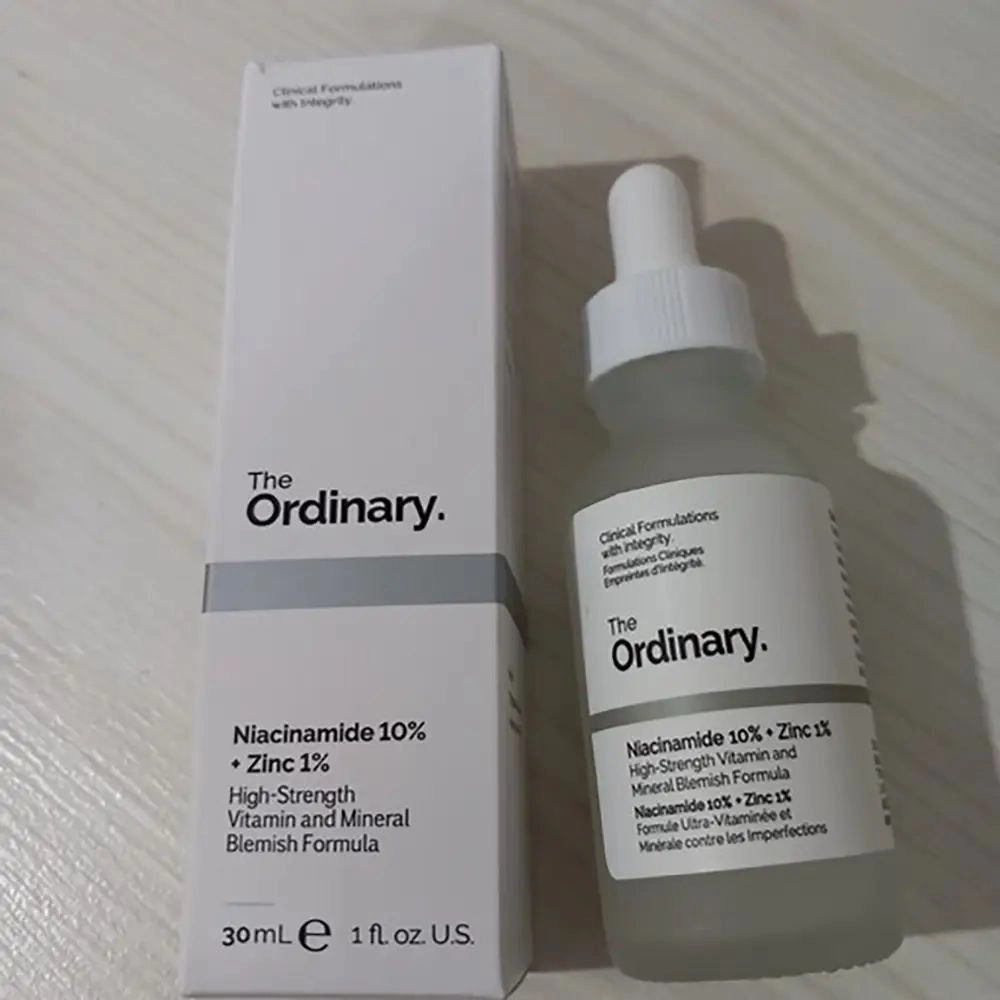 Clinical Formulations
with Integrity.
The
Ordinary.
Niacinamide 10%
+ Zinc 1%
High-Strength
Vitamin and Mineral
Blemish Formula
30 mL e 1 fl. oz. U.S.
Clinical Formulations
with integrity.
Formulations Cliniques
Empreintes d'Intégrité.
The
Ordinary.
Niacinamide 10% + Zinc 1%
High-Strength Vitamin and
Mineral Blemish Formula
Niacinamide 10% + Zinc 1%
Formule Ultra-Vitaminée et
Minérale contre les Imperfections